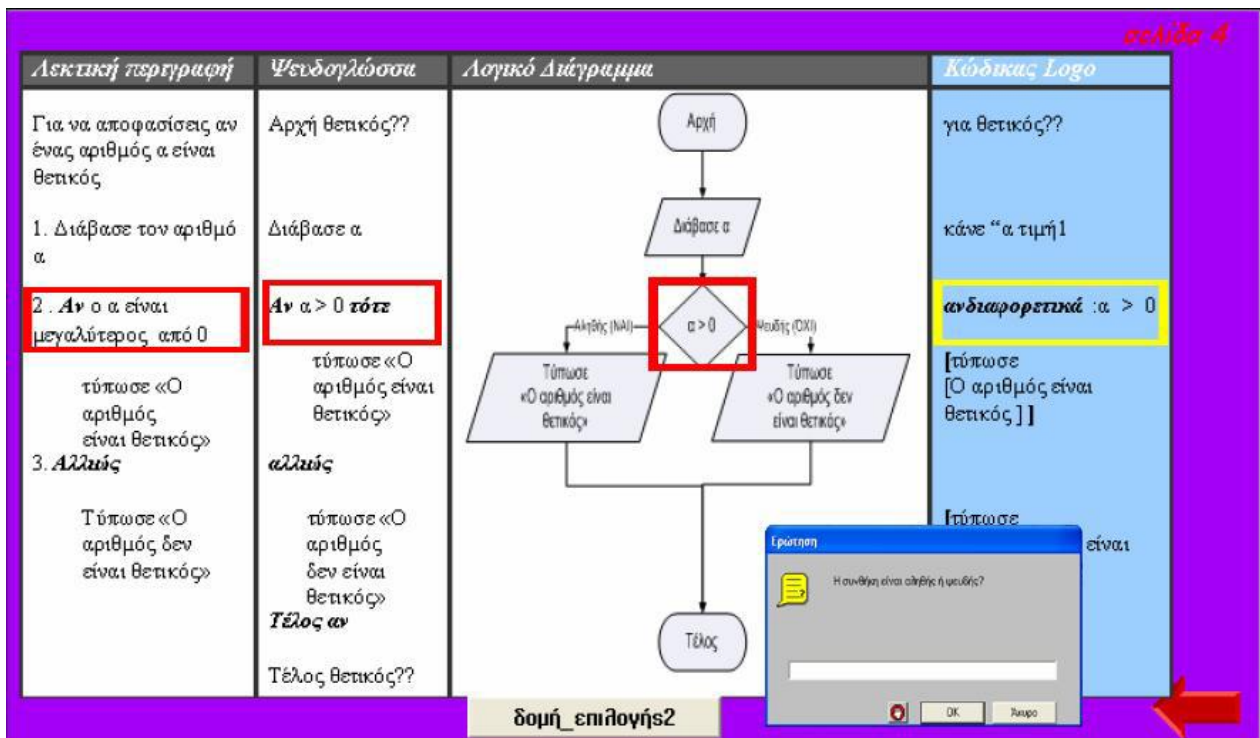 σελίδα 4
Λεκτική περιγραφή
Για να αποφασίσεις αν
ένας αριθμός α είναι
θετικός
1. Διάβασε τον αριθμό
α
2 . Αν ο α είναι
μεγαλύτερος από 0
τύπωσε «Ο
αριθμός
είναι θετικός»
3. Αλλιώς
Τύπωσε «Ο
αριθμός δεν
είναι θετικός»
Ψευδογλώσσα
Αρχή θετικός??
Διάβασε α
Αν α > 0 τότε
τύπωσε «Ο
αριθμός είναι
θετικός»
αλλιώς
τύπωσε «Ο
αριθμός
δεν είναι
θετικός»
Τέλος αν
Τέλος θετικός??
Λογικό Διάγραμμα
Αρχή
Διάβασε α
α > 0
Αληθής (ΝΑΙ)
Ψευδής (ΟΧΙ)
Τύπωσε
«Ο αριθμός είναι
θετικός»
Τύπωσε
«Ο αριθμός δεν
είναι θετικός»
Τέλος
Κώδικας Logo
για θετικός??
κάνε “α τιμή1
ανδιαφορετικά :α > 0
[τύπωσε
[Ο αριθμός είναι
θετικός ] ]
[τύπωσε
είναι
Ερώτηση
Η συνθήκη είναι αληθής ή ψευδής?
OK
Άκυρο
δομή_επιλογής2